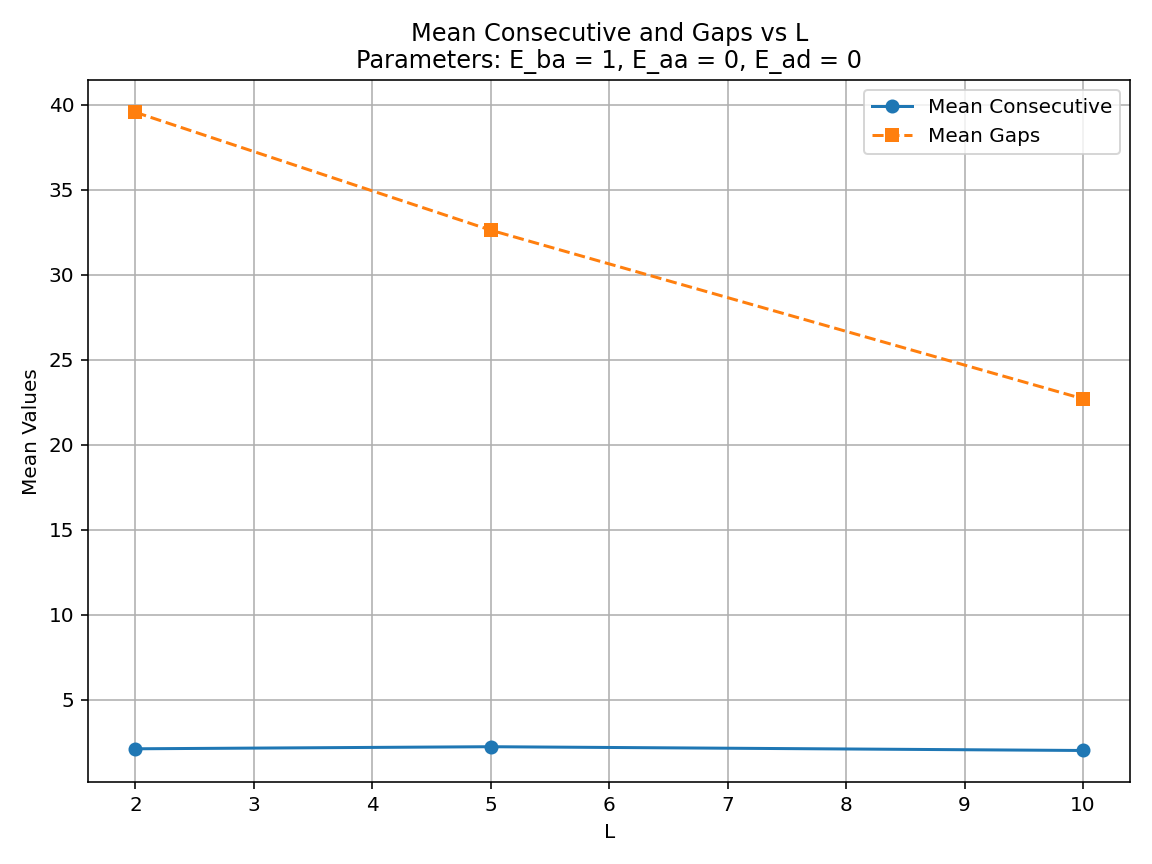 Mean Consecutive and Gaps vs L
Parameters: E_ba = 1, E_aa = 0, E_ad = 0
Mean Consecutive
Mean Gaps
Mean Values
40
35
30
25
20
15
10
5
2 3 4 5 6 7 8 9 10
L